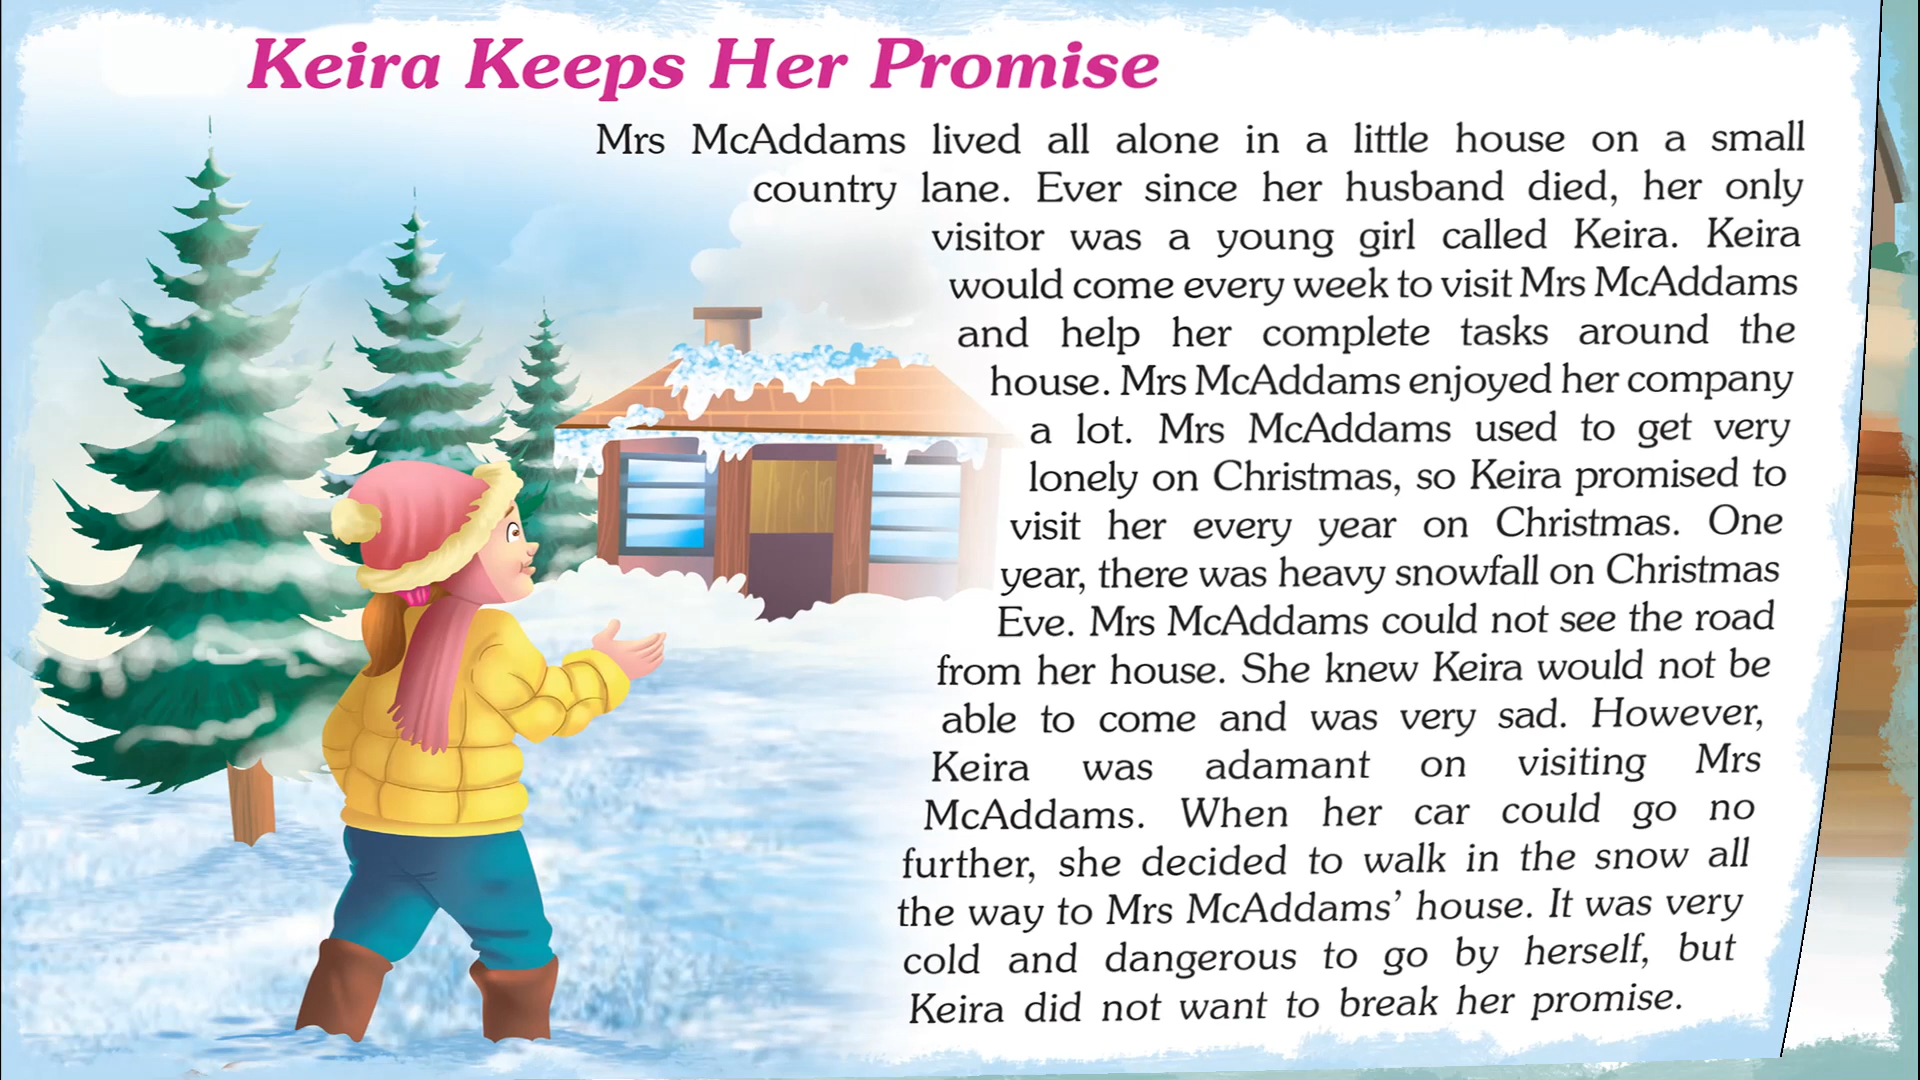 Keira Keeps Her Promise
Mrs McAddams lived all alone in a little house on a small
country lane. Ever since her husband died, her only
visitor was a young girl called Keira. Keira
would come every week to visit Mrs McAddams
and help her complete tasks around the
house. Mrs McAddams enjoyed her company
a lot. Mrs McAddams used to get very
lonely on Christmas, so Keira promised to
visit her every year on Christmas. One
year, there was heavy snowfall on Christmas
Eve. Mrs McAddams could not see the road
from her house. She knew Keira would not be
able to come and was very sad. However,
Keira was adamant on visiting Mrs
McAddams. When her car could go no
further, she decided to walk in the snow all
the way to Mrs McAddams’ house. It was very
cold and dangerous to go by herself, but
Keira did not want to break her promise.